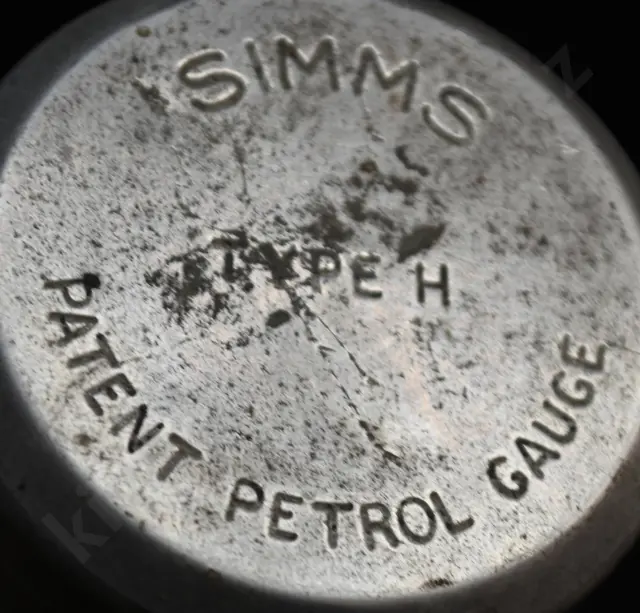 SIMMS
TYPE H
PATENT PETROL GAUGE